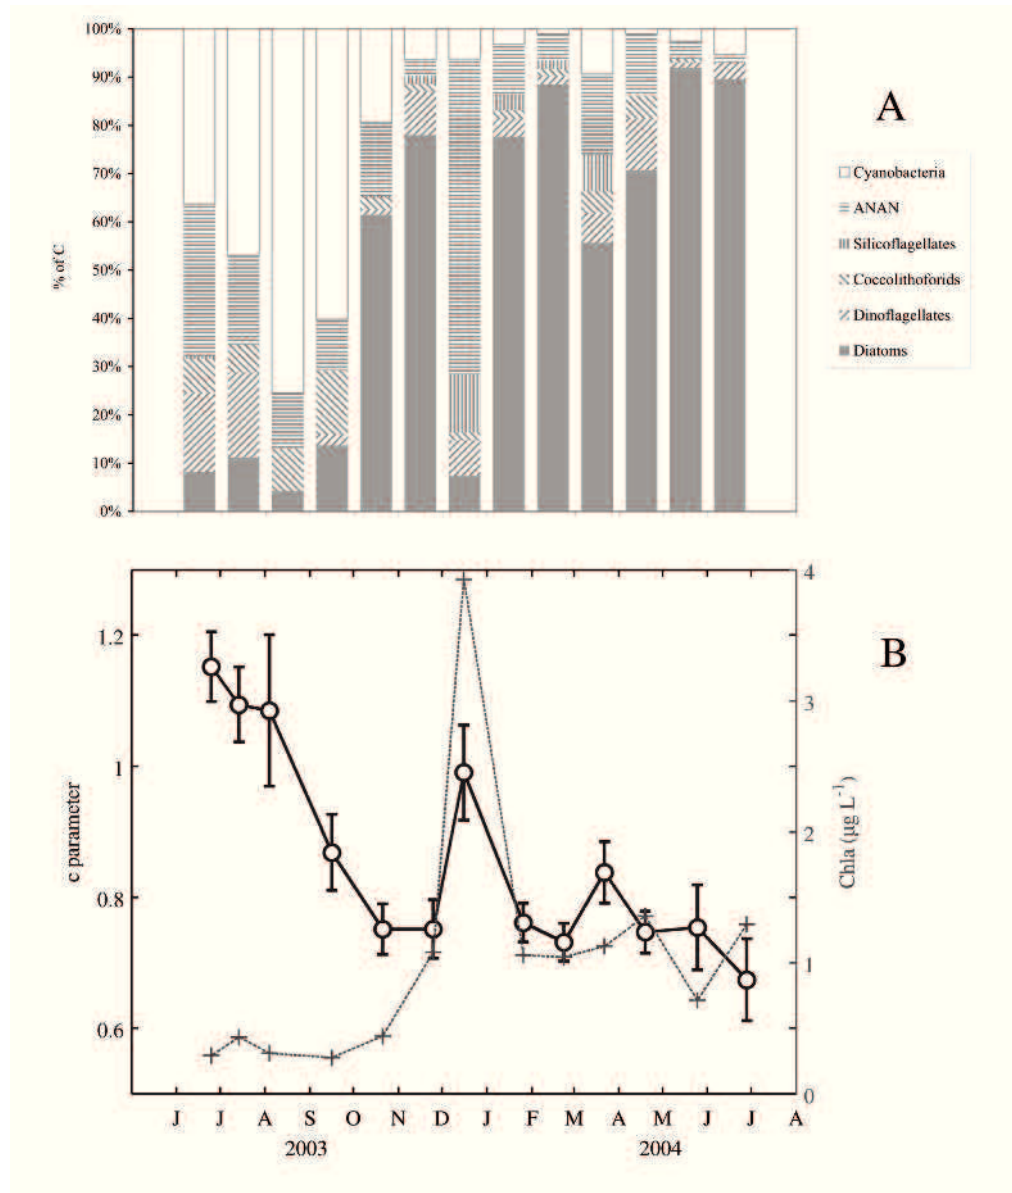 100%
90%
80%
70%
60%
50%
40%
30%
20%
10%
0%
% of C
A
Cyanobacteria
ANAN
Silicoflagellates
Coccolithoforids
Dinoflagellates
Diatoms
B
1.2
1
0.8
0.6
c parameter
4
3
2
1
0
Chla (µg L⁻¹)
J J A S O N D J F M A M J J A
2003 2004